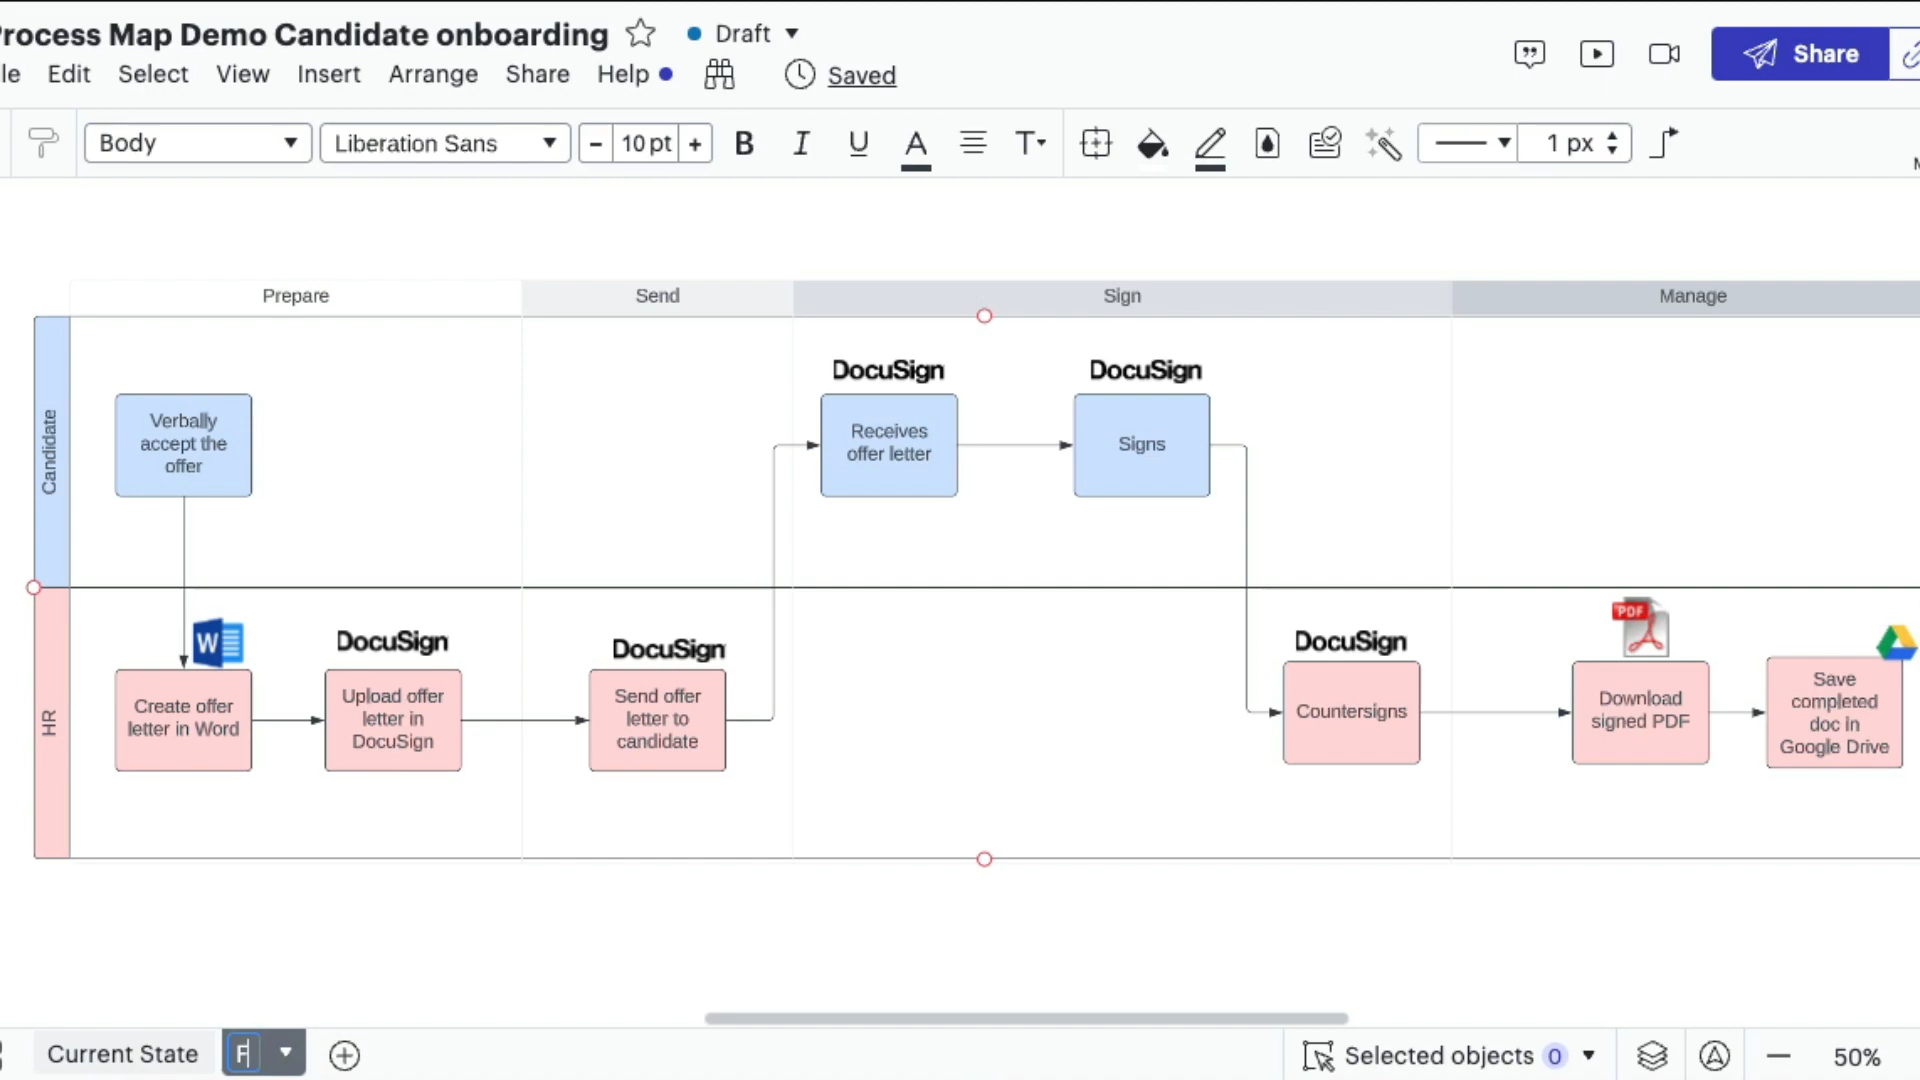 rocess Map Demo Candidate onboarding
Draft
le Edit Select View Insert Arrange Share Help
Saved
Share
Body
Liberation Sans
- 10 pt +
B I U A T
1 px
Prepare
Send
Sign
Manage
Candidate
Verbally
accept the
offer
DocuSign
Receives
offer letter
DocuSign
Signs
HR
W
Create offer
letter in Word
DocuSign
Upload offer
letter in
DocuSign
DocuSign
Send offer
letter to
candidate
DocuSign
Countersigns
PDF
Download
signed PDF
Save
completed
doc in
Google Drive
Current State
F
Selected objects 0
50%